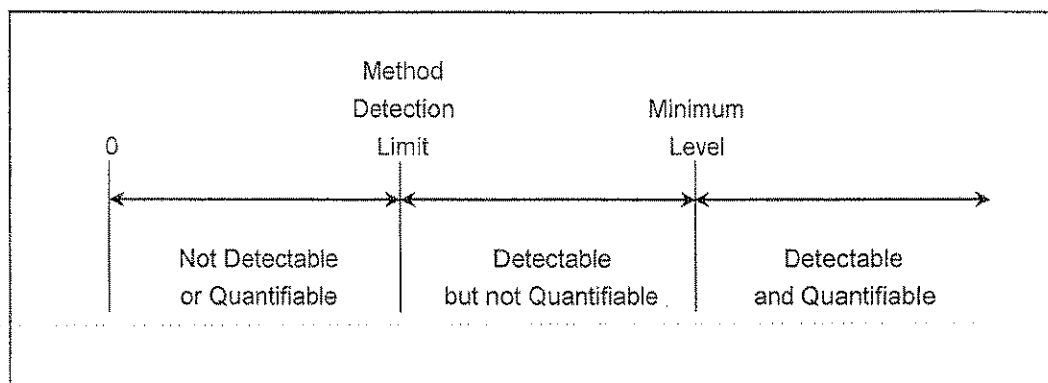 Method
Detection
Limit
Minimum
Level
0
Not Detectable
or Quantifiable
Detectable
but not Quantifiable
Detectable
and Quantifiable